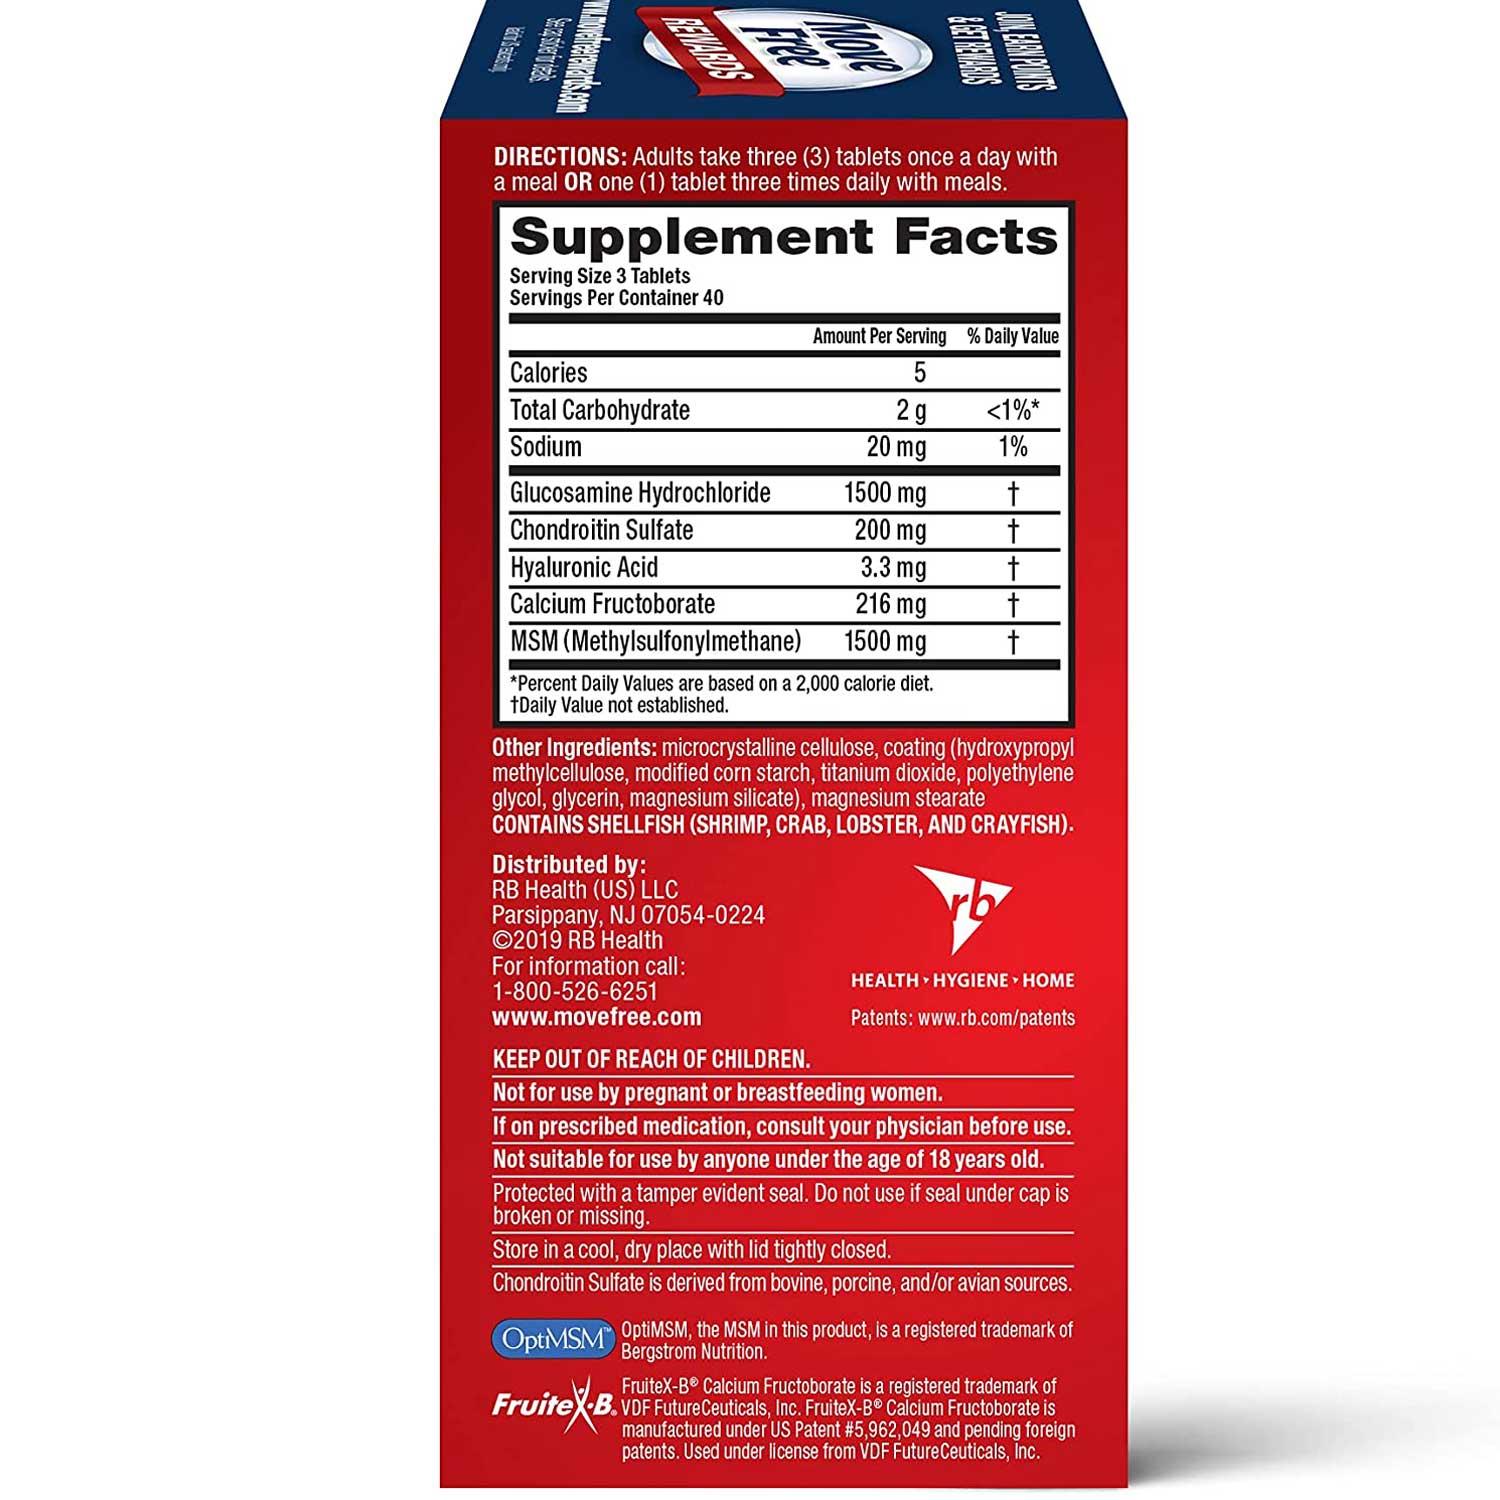 JOIN, EARN POINTS
& GET REWARDS
Move
Free
REWARDS
www.movefreerewards.com
DIRECTIONS: Adults take three (3) tablets once a day with
a meal OR one (1) tablet three times daily with meals.
Supplement Facts
Serving Size 3 Tablets
Servings Per Container 40
Amount Per Serving % Daily Value
Calories 5
Total Carbohydrate 2 g <1%*
Sodium 20 mg 1%
Glucosamine Hydrochloride 1500 mg †
Chondroitin Sulfate 200 mg †
Hyaluronic Acid 3.3 mg †
Calcium Fructoborate 216 mg †
MSM (Methylsulfonylmethane) 1500 mg †
*Percent Daily Values are based on a 2,000 calorie diet.
†Daily Value not established.
Other Ingredients: microcrystalline cellulose, coating (hydroxypropyl
methylcellulose, modified corn starch, titanium dioxide, polyethylene
glycol, glycerin, magnesium silicate), magnesium stearate
CONTAINS SHELLFISH (SHRIMP, CRAB, LOBSTER, AND CRAYFISH).
Distributed by:
RB Health (US) LLC
Parsippany, NJ 07054-0224
©2019 RB Health
For information call:
1-800-526-6251
www.movefree.com
rb
HEALTH • HYGIENE • HOME
Patents: www.rb.com/patents
KEEP OUT OF REACH OF CHILDREN.
Not for use by pregnant or breastfeeding women.
If on prescribed medication, consult your physician before use.
Not suitable for use by anyone under the age of 18 years old.
Protected with a tamper evident seal. Do not use if seal under cap is
broken or missing.
Store in a cool, dry place with lid tightly closed.
Chondroitin Sulfate is derived from bovine, porcine, and/or avian sources.
OptiMSM™
OptiMSM, the MSM in this product, is a registered trademark of
Bergstrom Nutrition.
FruiteX-B®
FruiteX-B® Calcium Fructoborate is a registered trademark of
VDF FutureCeuticals, Inc. FruiteX-B® Calcium Fructoborate is
manufactured under US Patent #5,962,049 and pending foreign
patents. Used under license from VDF FutureCeuticals, Inc.